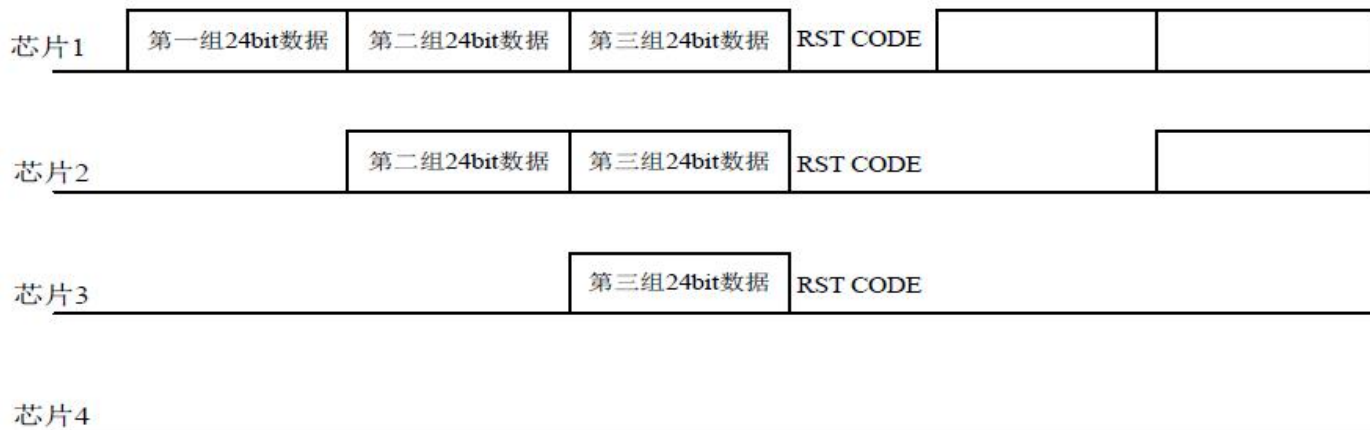 芯片1 第一组24bit数据 第二组24bit数据 第三组24bit数据 RST CODE
芯片2 第二组24bit数据 第三组24bit数据 RST CODE
芯片3 第三组24bit数据 RST CODE
芯片4